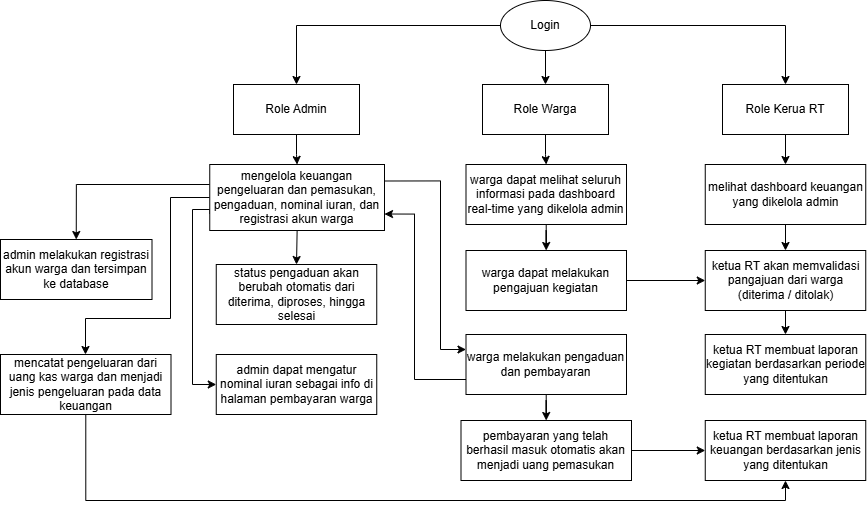 Login
Role Admin
Role Warga
Role Kerua RT
mengelola keuangan
pengeluaran dan pemasukan,
pengaduan, nominal iuran, dan
registrasi akun warga
warga dapat melihat seluruh
informasi pada dashboard
real-time yang dikelola admin
melihat dashboard keuangan
yang dikelola admin
admin melakukan registrasi
akun warga dan tersimpan
ke database
status pengaduan akan
berubah otomatis dari
diterima, diproses, hingga
selesai
warga dapat melakukan
pengajuan kegiatan
ketua RT akan memvalidasi
pangajuan dari warga
(diterima / ditolak)
mencatat pengeluaran dari
uang kas warga dan menjadi
jenis pengeluaran pada data
keuangan
admin dapat mengatur
nominal iuran sebagai info di
halaman pembayaran warga
warga melakukan pengaduan
dan pembayaran
ketua RT membuat laporan
kegiatan berdasarkan periode
yang ditentukan
pembayaran yang telah
berhasil masuk otomatis akan
menjadi uang pemasukan
ketua RT membuat laporan
keuangan berdasarkan jenis
yang ditentukan